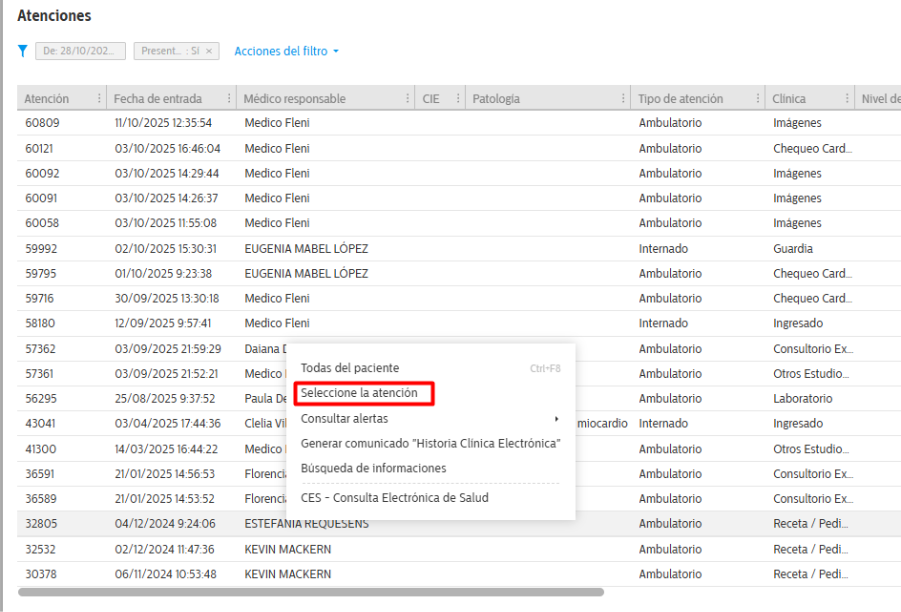 Atenciones
De: 28/10/202... Present... : Sí × Acciones del filtro
Atención Fecha de entrada Médico responsable CIE Patología Tipo de atención Clínica Nivel de
60809 11/10/2025 12:35:54 Medico Fleni Ambulatorio Imágenes
60121 03/10/2025 16:46:04 Medico Fleni Ambulatorio Chequeo Card...
60092 03/10/2025 14:29:44 Medico Fleni Ambulatorio Imágenes
60091 03/10/2025 14:26:37 Medico Fleni Ambulatorio Imágenes
60058 03/10/2025 11:55:08 Medico Fleni Ambulatorio Imágenes
59992 02/10/2025 15:30:31 EUGENIA MABEL LÓPEZ Internado Guardia
59795 01/10/2025 9:23:38 EUGENIA MABEL LÓPEZ Ambulatorio Chequeo Card...
59716 30/09/2025 13:30:18 Medico Fleni Ambulatorio Chequeo Card...
58180 12/09/2025 9:57:41 Medico Fleni Internado Ingresado
57362 03/09/2025 21:59:29 Daiana Ambulatorio Consultorio Ex...
57361 03/09/2025 21:52:21 Medico Ambulatorio Otros Estudio...
56295 25/08/2025 9:37:52 Paula De Ambulatorio Laboratorio
43041 03/04/2025 17:44:36 Clelia Vil miocardio Internado Ingresado
41300 14/03/2025 16:44:22 Medico Ambulatorio Otros Estudio...
36591 21/01/2025 14:56:53 Florenci Ambulatorio Consultorio Ex...
36589 21/01/2025 14:53:52 Florenci Ambulatorio Consultorio Ex...
32805 04/12/2024 9:24:06 ESTEFANIA REQUESENS Ambulatorio Receta / Pedi...
32532 02/12/2024 11:47:36 KEVIN MACKERN Ambulatorio Receta / Pedi...
30378 06/11/2024 10:53:48 KEVIN MACKERN Ambulatorio Receta / Pedi...
Todas del paciente Ctrl+F8
Seleccione la atención
Consultar alertas
Generar comunicado "Historia Clínica Electrónica"
Búsqueda de informaciones
CES - Consulta Electrónica de Salud